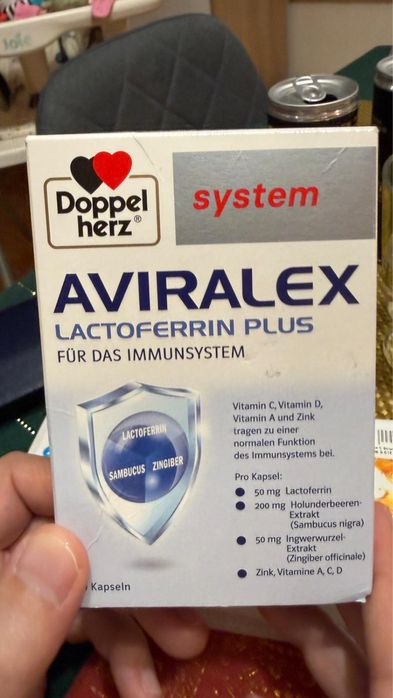 Doppel
herz®
system
AVIRALEX
LACTOFERRIN PLUS
FÜR DAS IMMUNSYSTEM
LACTOFERRIN
SAMBUCUS ZINGIBER
Vitamin C, Vitamin D,
Vitamin A und Zink
tragen zu einer
normalen Funktion
des Immunsystems bei.
Pro Kapsel:
50 mg Lactoferrin
200 mg Holunderbeeren-
Extrakt
(Sambucus nigra)
50 mg Ingwerwurzel-
Extrakt
(Zingiber officinale)
Zink, Vitamine A, C, D
Kapseln
Joie